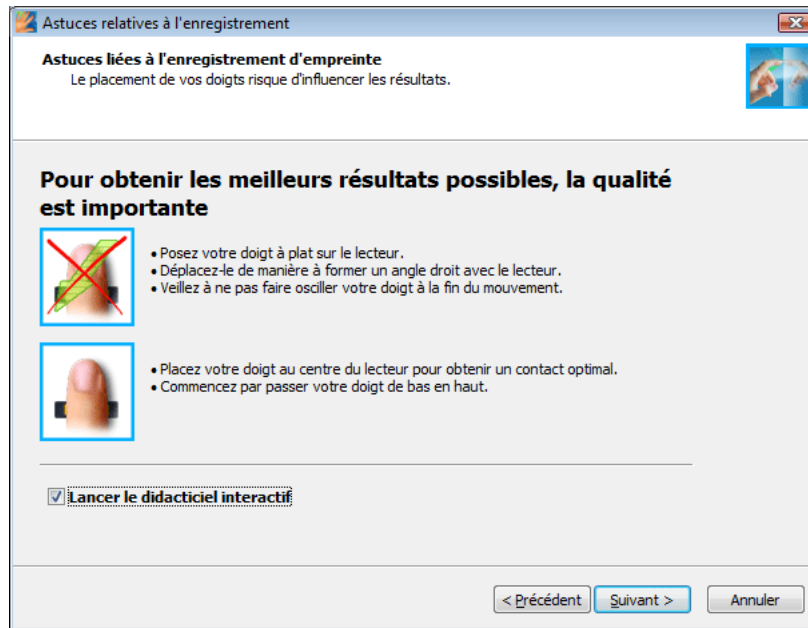 Astuces relatives à l'enregistrement
Astuces liées à l'enregistrement d'empreinte
Le placement de vos doigts risque d'influencer les résultats.
Pour obtenir les meilleurs résultats possibles, la qualité
est importante
• Posez votre doigt à plat sur le lecteur.
• Déplacez-le de manière à former un angle droit avec le lecteur.
• Veillez à ne pas faire osciller votre doigt à la fin du mouvement.
• Placez votre doigt au centre du lecteur pour obtenir un contact optimal.
• Commencez par passer votre doigt de bas en haut.
Lancer le didacticiel interactif
< Précédent Suivant > Annuler